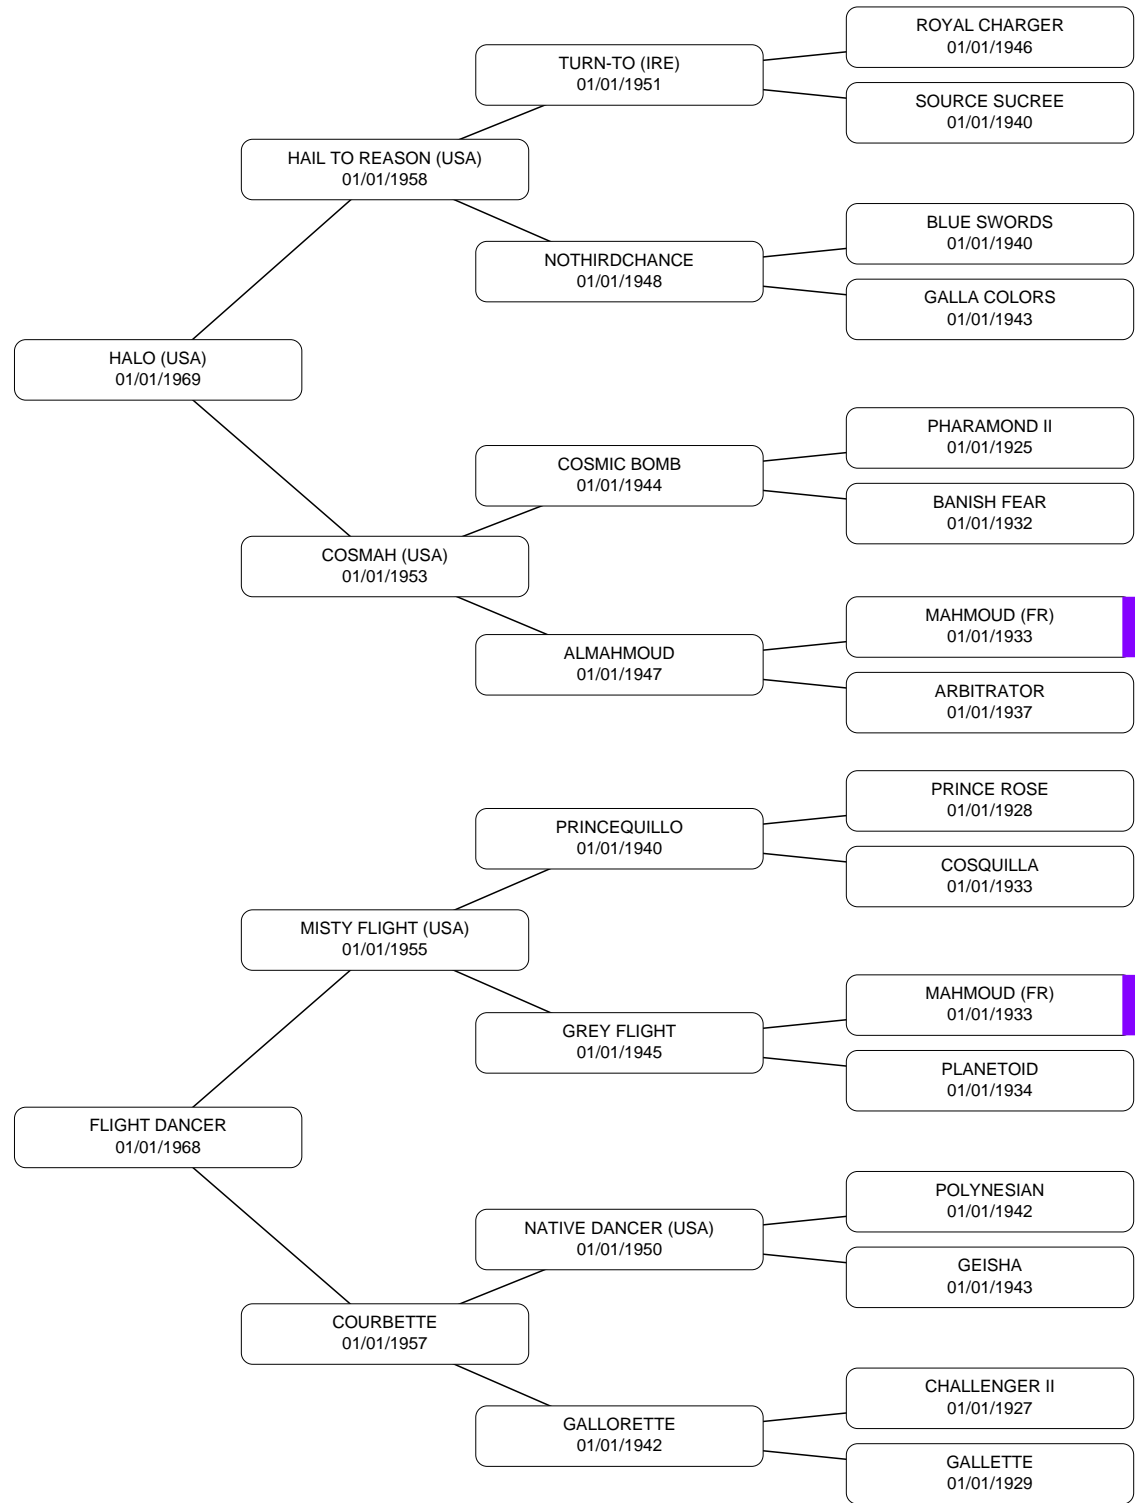 ROYAL CHARGER
01/01/1946
TURN-TO (IRE)
01/01/1951
SOURCE SUCREE
01/01/1940
HAIL TO REASON (USA)
01/01/1958
BLUE SWORDS
01/01/1940
NOTHIRDCHANCE
01/01/1948
GALLA COLORS
01/01/1943
HALO (USA)
01/01/1969
PHARAMOND II
01/01/1925
COSMIC BOMB
01/01/1944
BANISH FEAR
01/01/1932
COSMAH (USA)
01/01/1953
MAHMOUD (FR)
01/01/1933
ALMAHMOUD
01/01/1947
ARBITRATOR
01/01/1937
PRINCE ROSE
01/01/1928
PRINCEQUILLO
01/01/1940
COSQUILLA
01/01/1933
MISTY FLIGHT (USA)
01/01/1955
MAHMOUD (FR)
01/01/1933
GREY FLIGHT
01/01/1945
PLANETOID
01/01/1934
FLIGHT DANCER
01/01/1968
POLYNESIAN
01/01/1942
NATIVE DANCER (USA)
01/01/1950
GEISHA
01/01/1943
COURBETTE
01/01/1957
CHALLENGER II
01/01/1927
GALLORETTE
01/01/1942
GALLETTE
01/01/1929